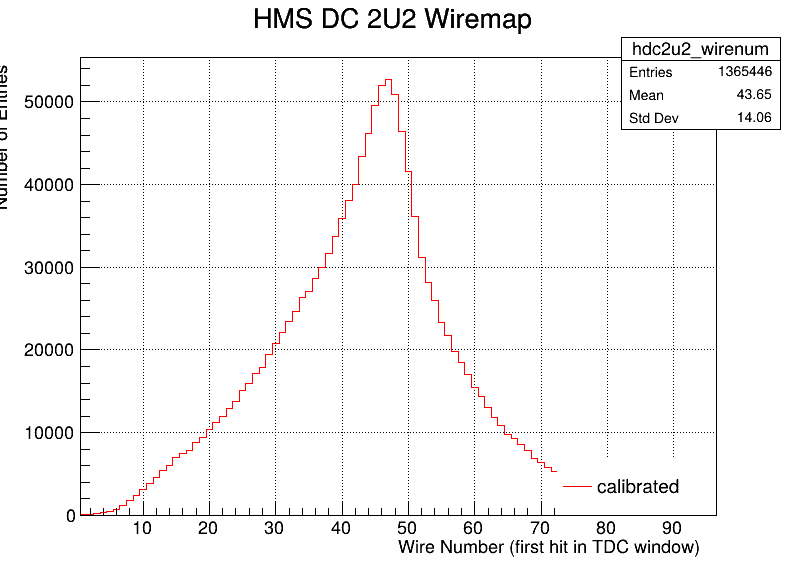 HMS DC 2U2 Wiremap
hdc2u2_wirenum
Entries 1365446
Mean 43.65
Std Dev 14.06
Number of Entries
50000
40000
30000
20000
10000
0
calibrated
10 20 30 40 50 60 70 80 90
Wire Number (first hit in TDC window)